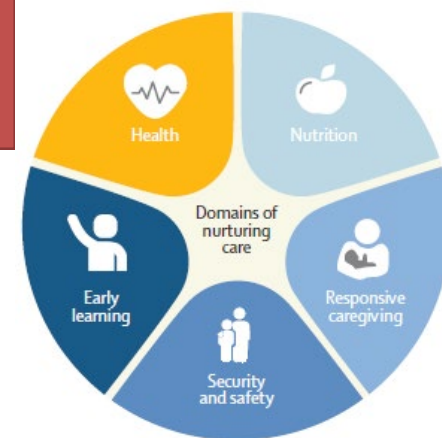 Health
Nutrition
Domains of
nurturing
care
Early
learning
Responsive
caregiving
Security
and safety